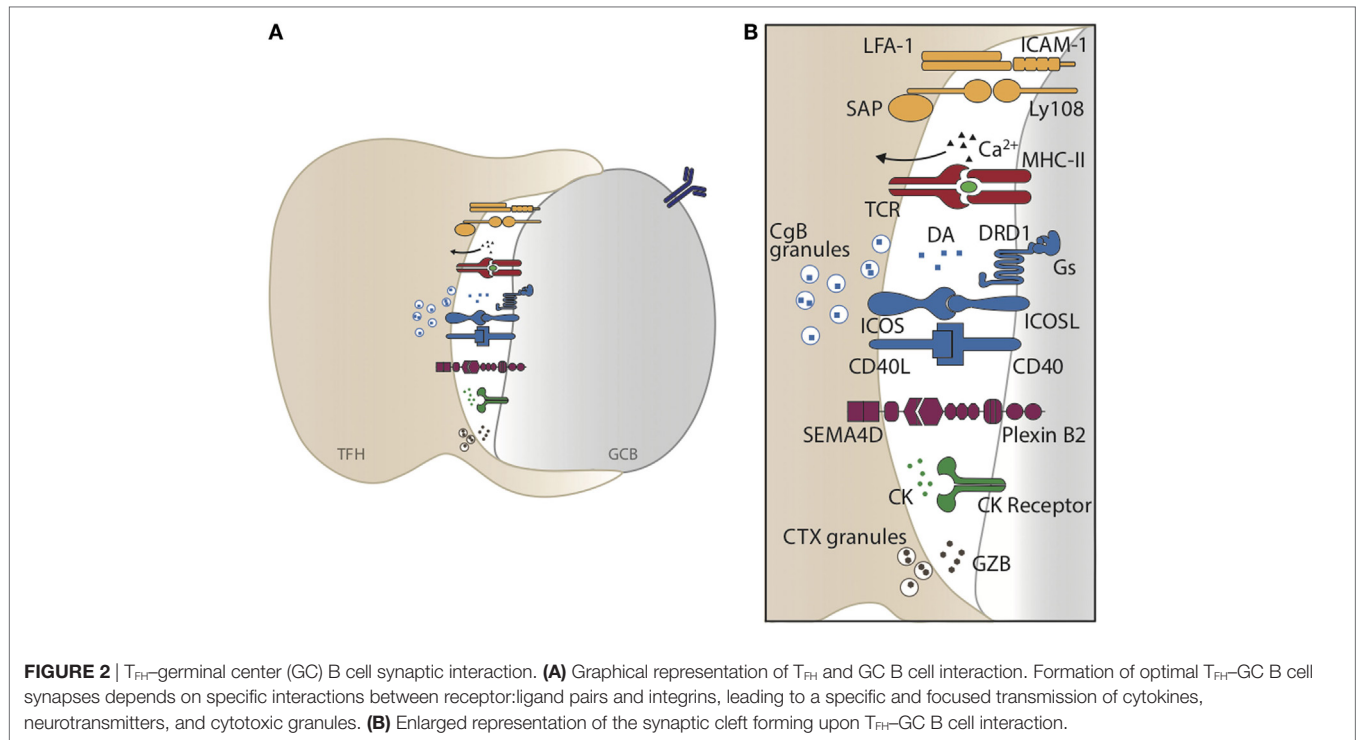 A
TFH
GCB
B
LFA-1
ICAM-1
SAP
Ly108
Ca²⁺
MHC-II
TCR
CgB
granules
DA
DRD1
Gs
ICOS
ICOSL
CD40L
CD40
SEMA4D
Plexin B2
CK
CK Receptor
CTX granules
GZB
FIGURE 2 | TFH–germinal center (GC) B cell synaptic interaction. (A) Graphical representation of TFH and GC B cell interaction. Formation of optimal TFH–GC B cell
synapses depends on specific interactions between receptor:ligand pairs and integrins, leading to a specific and focused transmission of cytokines,
neurotransmitters, and cytotoxic granules. (B) Enlarged representation of the synaptic cleft forming upon TFH–GC B cell interaction.